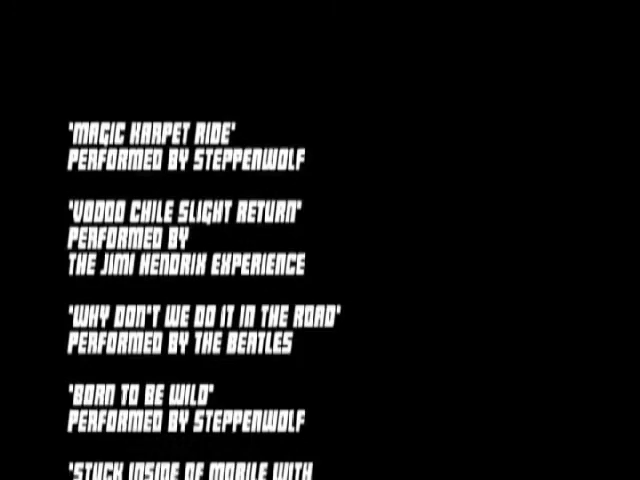 "MAGIC KARPET RIDE"
PERFORMED BY STEPPENWOLF
"VODOO CHILE SLIGHT RETURN"
PERFORMED BY
THE JIMI HENDRIX EXPERIENCE
"WHY DON'T WE DO IT IN THE ROAD"
PERFORMED BY THE BEATLES
"BORN TO BE WILD"
PERFORMED BY STEPPENWOLF
"STUCK INSIDE OF MOBILE WITH